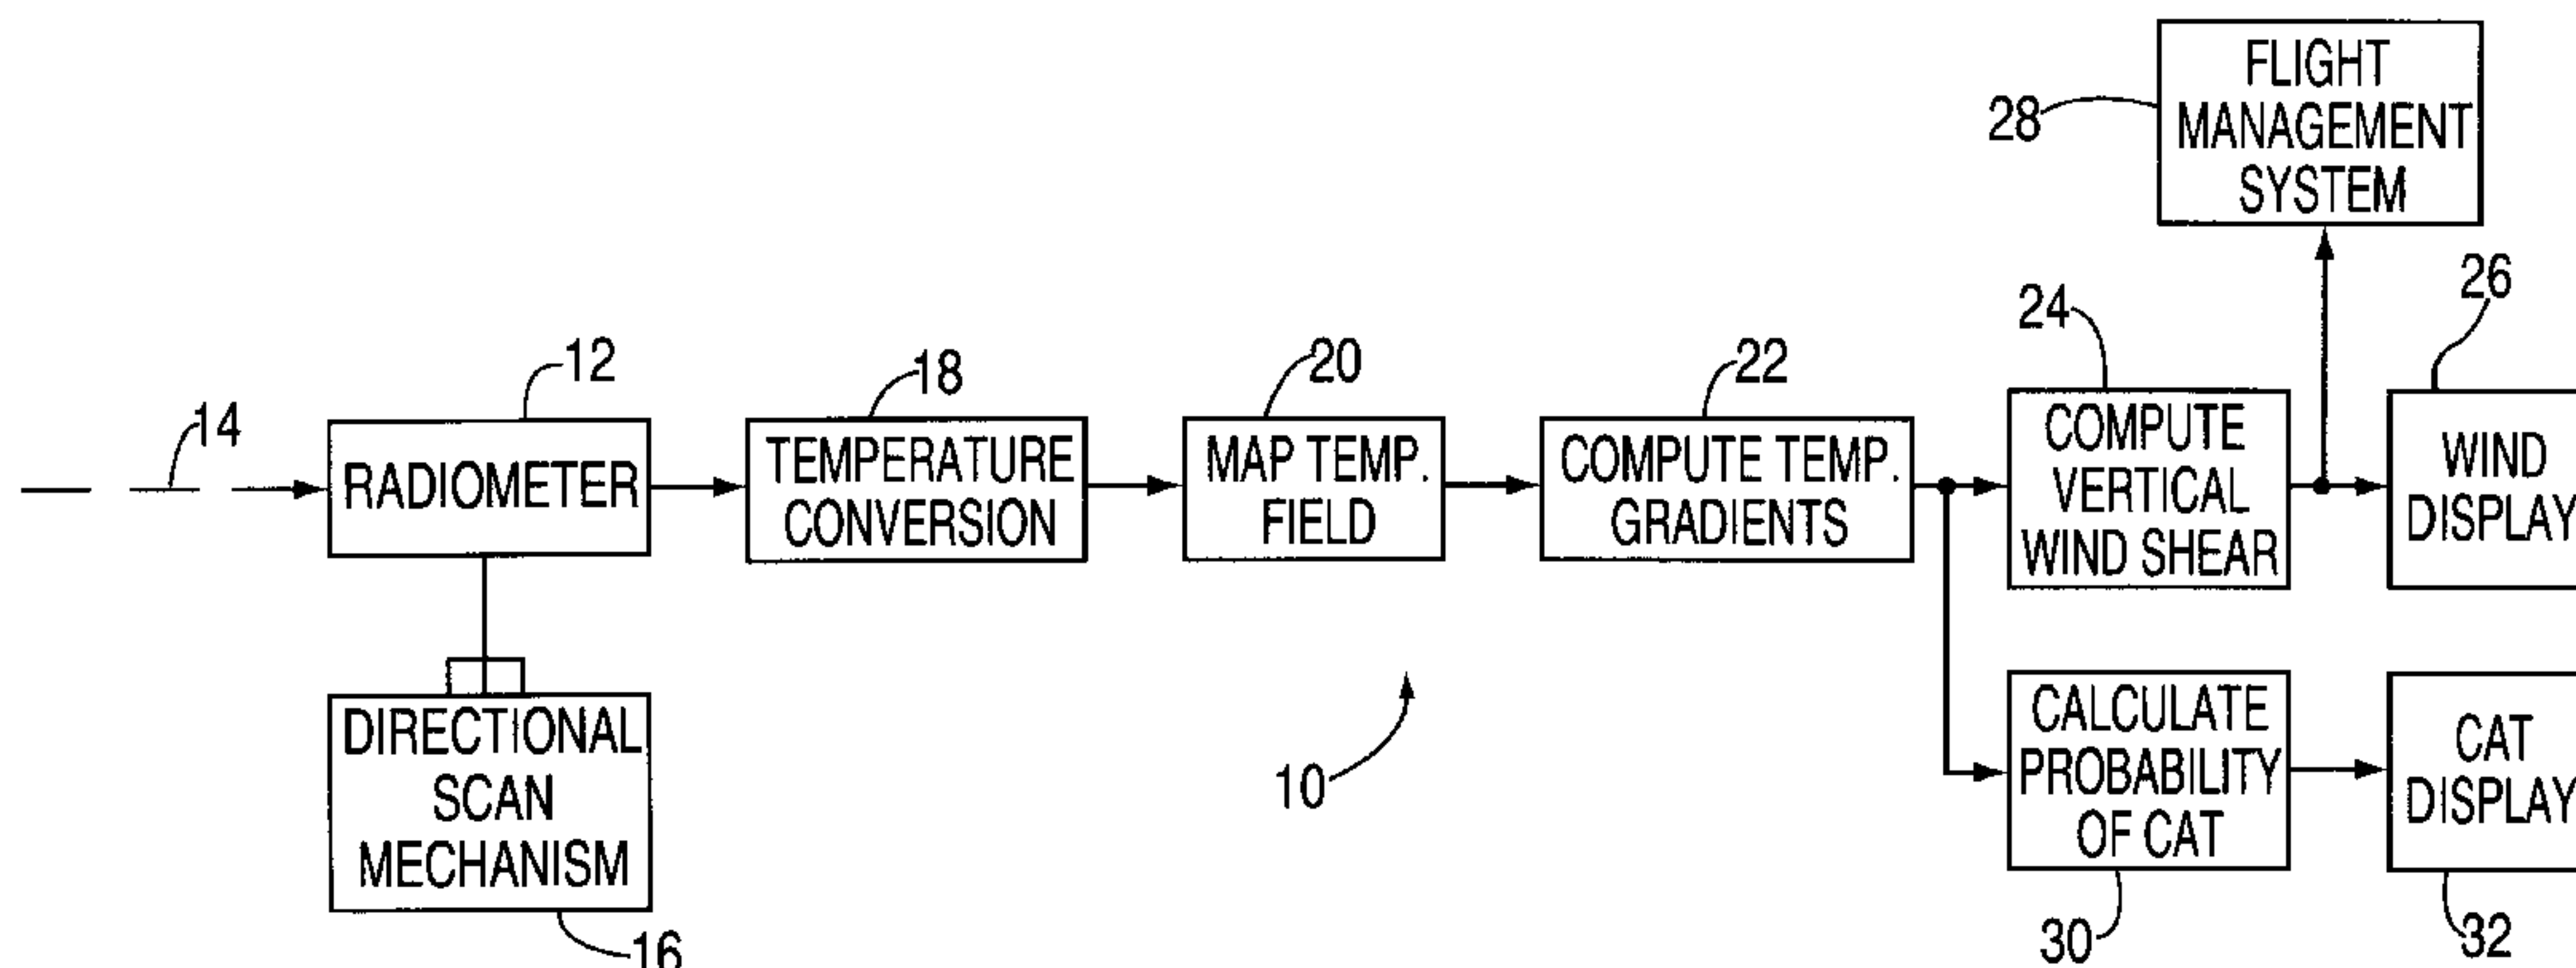 FLIGHT
MANAGEMENT
SYSTEM
28
26
24
12
18
20
22
14
RADIOMETER
TEMPERATURE
CONVERSION
MAP TEMP.
FIELD
COMPUTE TEMP.
GRADIENTS
COMPUTE
VERTICAL
WIND SHEAR
WIND
DISPLAY
DIRECTIONAL
SCAN
MECHANISM
10
CALCULATE
PROBABILITY
OF CAT
CAT
DISPLAY
16
30
32